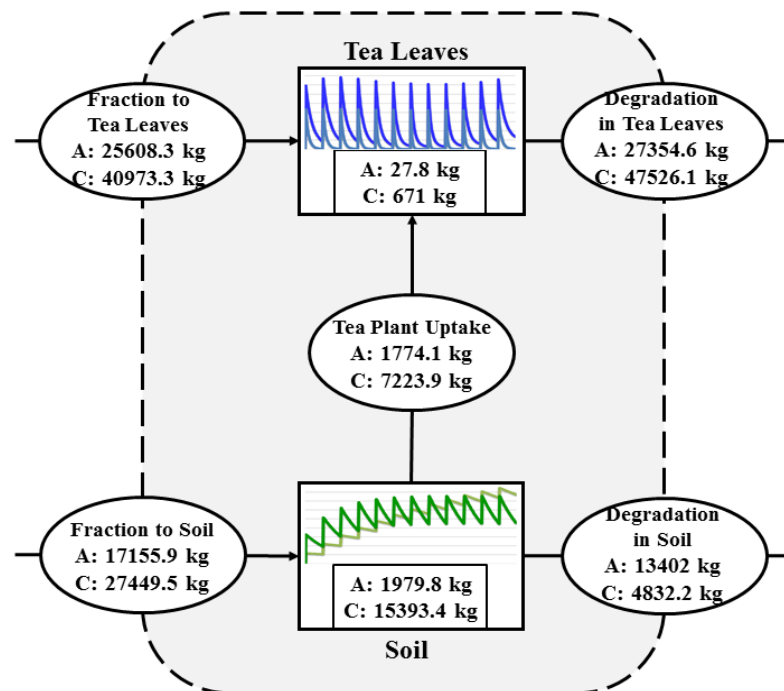 Tea Leaves
Fraction to
Tea Leaves
A: 25608.3 kg
C: 40973.3 kg
A: 27.8 kg
C: 671 kg
Degradation
in Tea Leaves
A: 27354.6 kg
C: 47526.1 kg
Tea Plant Uptake
A: 1774.1 kg
C: 7223.9 kg
Fraction to Soil
A: 17155.9 kg
C: 27449.5 kg
A: 1979.8 kg
C: 15393.4 kg
Soil
Degradation
in Soil
A: 13402 kg
C: 4832.2 kg